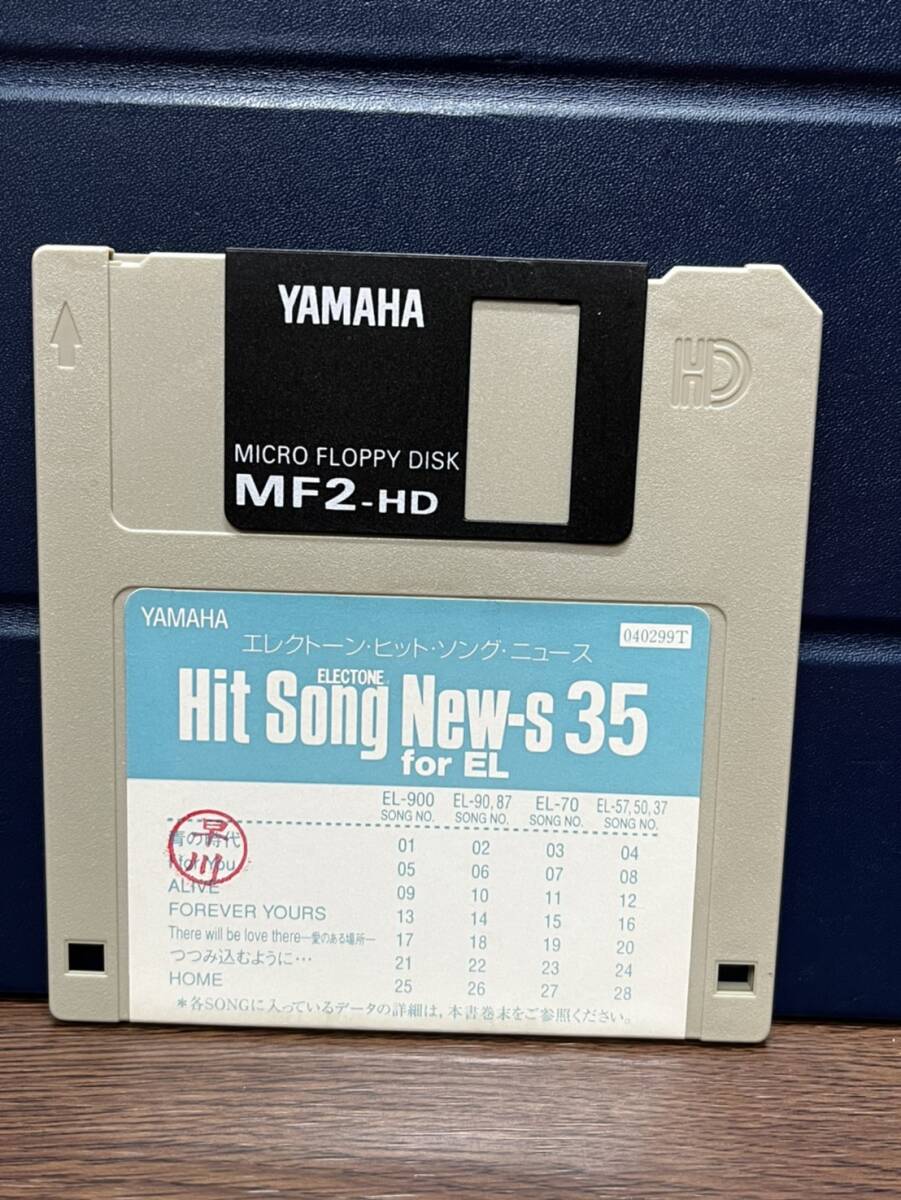 YAMAHA
HD
MICRO FLOPPY DISK
MF2-HD
YAMAHA
エレクトーン・ヒット・ソング・ニュース
040299T
ELECTONE
Hit Song New-s 35
for EL
EL-900 EL-90, 87 EL-70 EL-57, 50, 37
SONG NO. SONG NO. SONG NO. SONG NO.
青の時代 01 02 03 04
for You 05 06 07 08
ALIVE 09 10 11 12
FOREVER YOURS 13 14 15 16
There will be love there—愛のある場所— 17 18 19 20
つつみ込むように… 21 22 23 24
HOME 25 26 27 28
*各SONGに入っているデータの詳細は,本書巻末をご参照ください。